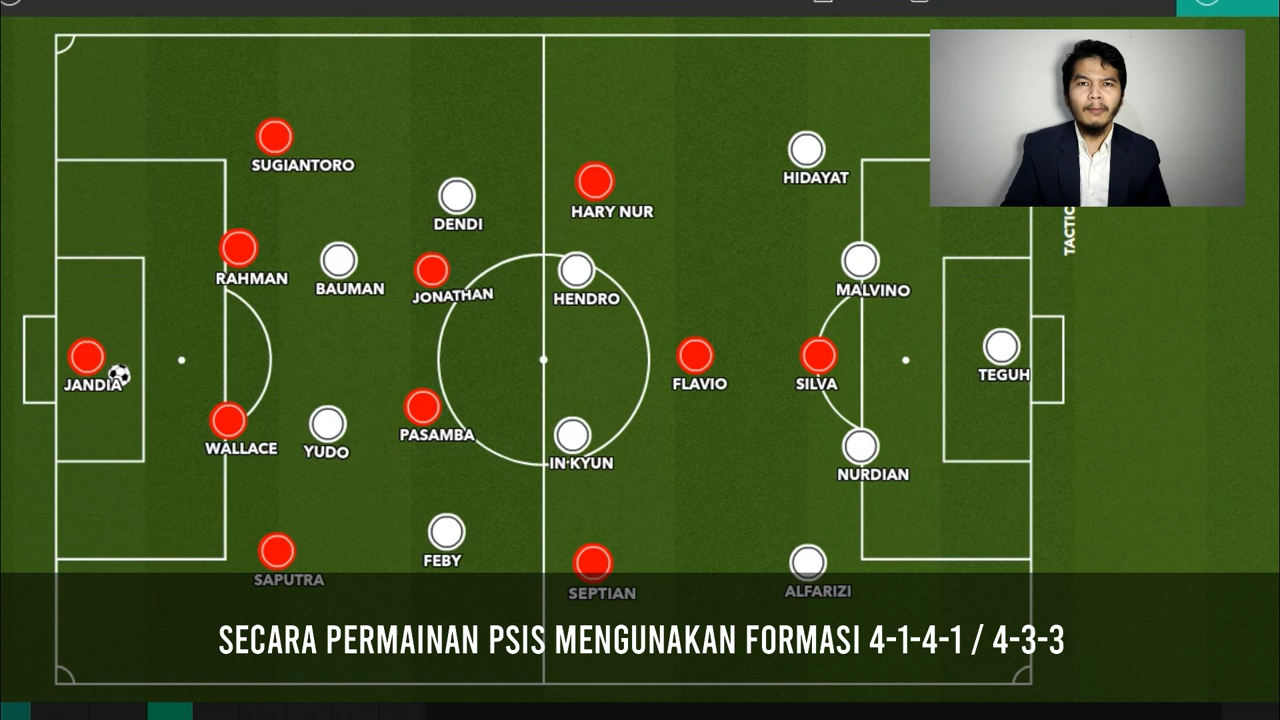 SUGIANTORO
HIDAYAT
HARY NUR
DENDI
TACTIC
RAHMAN
BAUMAN
JONATHAN
HENDRO
MALVINO
JANDIA
FLAVIO
SILVA
TEGUH
WALLACE
YUDO
PASAMBA
IN KYUN
NURDIAN
FEBY
SAPUTRA
SEPTIAN
ALFARIZI
SECARA PERMAINAN PSIS MENGUNAKAN FORMASI 4-1-4-1 / 4-3-3